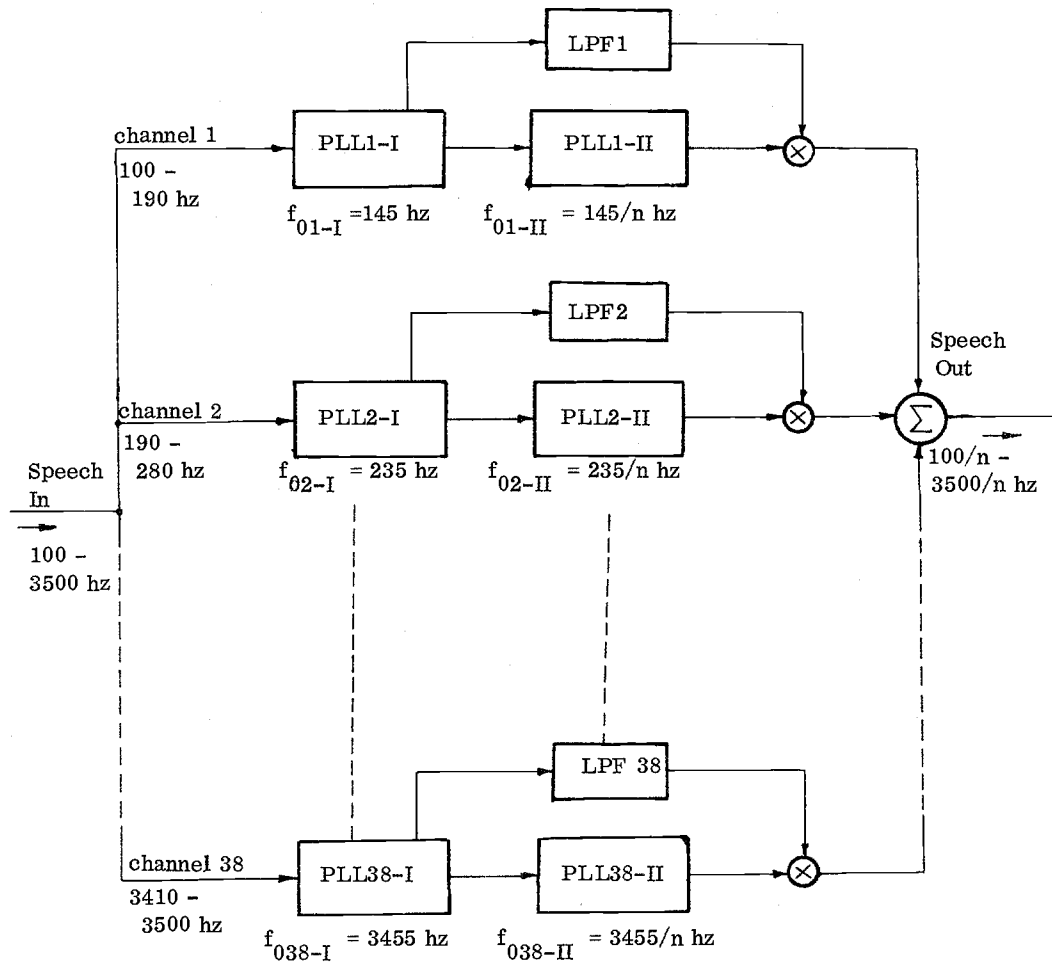 LPF1
channel 1
100 -
190 hz
PLL1-I
PLL1-II
×
f01-I =145 hz
f01-II = 145/n hz
LPF2
channel 2
190 -
280 hz
PLL2-I
PLL2-II
×
f02-I = 235 hz
f02-II = 235/n hz
Speech
Out
Σ
100/n -
3500/n hz
Speech
In
100 -
3500 hz
LPF 38
channel 38
3410 -
3500 hz
PLL38-I
PLL38-II
×
f038-I = 3455 hz
f038-II = 3455/n hz